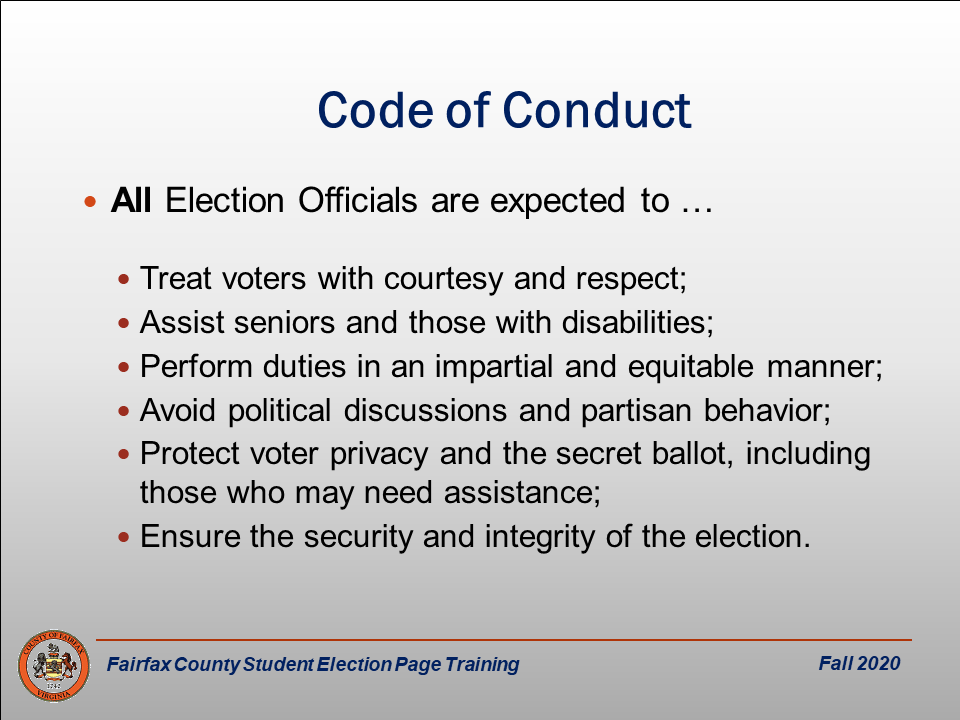 Code of Conduct
All Election Officials are expected to …
Treat voters with courtesy and respect;
Assist seniors and those with disabilities;
Perform duties in an impartial and equitable manner;
Avoid political discussions and partisan behavior;
Protect voter privacy and the secret ballot, including
those who may need assistance;
Ensure the security and integrity of the election.
COUNTY OF FAIRFAX
1742
VIRGINIA
Fairfax County Student Election Page Training
Fall 2020